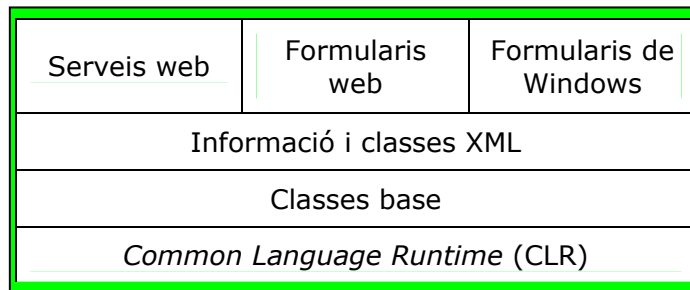 Serveis web
Formularis
web
Formularis de
Windows
Informació i classes XML
Classes base
Common Language Runtime (CLR)